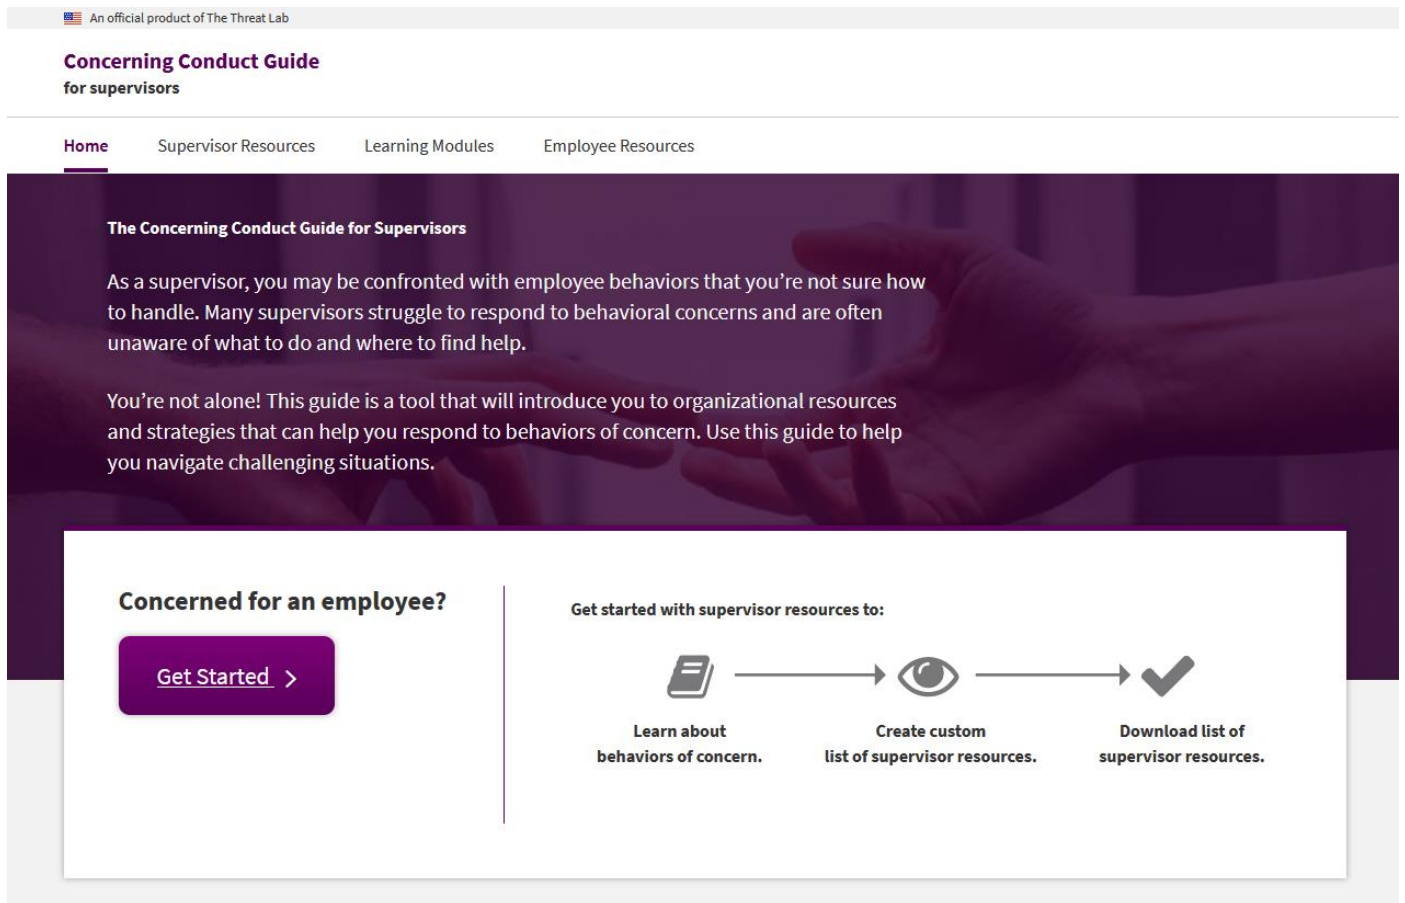 An official product of The Threat Lab
Concerning Conduct Guide
for supervisors
Home
Supervisor Resources
Learning Modules
Employee Resources
The Concerning Conduct Guide for Supervisors
As a supervisor, you may be confronted with employee behaviors that you’re not sure how
to handle. Many supervisors struggle to respond to behavioral concerns and are often
unaware of what to do and where to find help.
You’re not alone! This guide is a tool that will introduce you to organizational resources
and strategies that can help you respond to behaviors of concern. Use this guide to help
you navigate challenging situations.
Concerned for an employee?
Get Started
Get started with supervisor resources to:
Learn about
behaviors of concern.
Create custom
list of supervisor resources.
Download list of
supervisor resources.